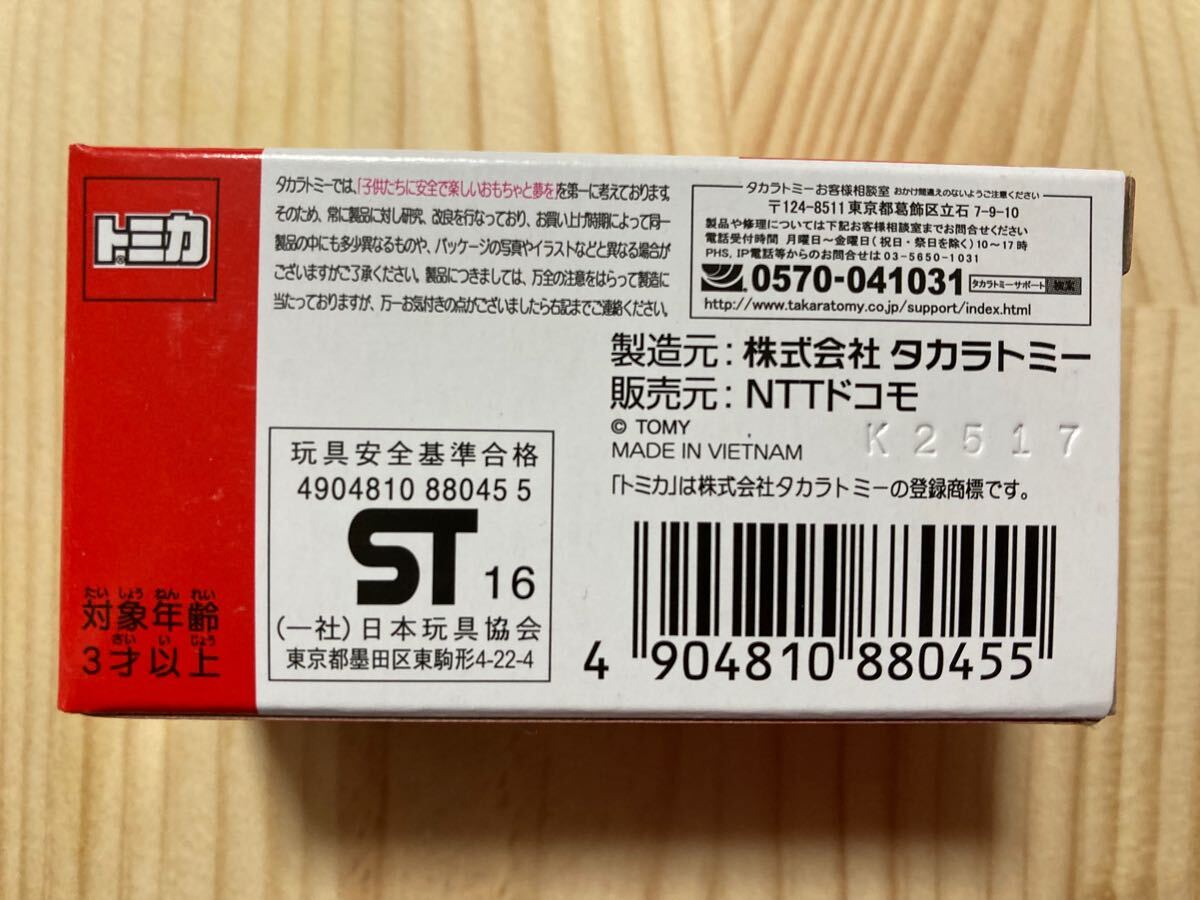 トミカ
®
タカラトミーでは、「子供たちに安全で楽しいおもちゃと夢を」を第一に考えております。
そのため、常に製品に対し研究、改良を行なっており、お買い上げ時期によって同一
製品の中にも多少異なるものや、パッケージの写真やイラストなどと異なる場合が
ございますがご了承ください。製品につきましては、万全の注意をはらって製造に
当たっておりますが、万一お気付きの点がございましたら右記までご連絡ください。
タカラトミーお客様相談室 おかけ間違えのないようご注意ください
〒124-8511 東京都葛飾区立石 7-9-10
製品や修理については下記お客様相談室までお問合せください
電話受付時間 月曜日〜金曜日(祝日・祭日を除く)10〜17時
PHS, IP電話等からのお問合せは 03-5650-1031
0570-041031 タカラトミーサポート 検索
http://www.takaratomy.co.jp/support/index.html
製造元:株式会社 タカラトミー
販売元:NTTドコモ
© TOMY
MADE IN VIETNAM K2517
「トミカ」は株式会社タカラトミーの登録商標です。
玩具安全基準合格
4904810 88045 5
ST 16
(一社)日本玩具協会
東京都墨田区東駒形4-22-4
たいしょうねんれい
対象年齢
さいいじょう
3才以上
4 904810 880455